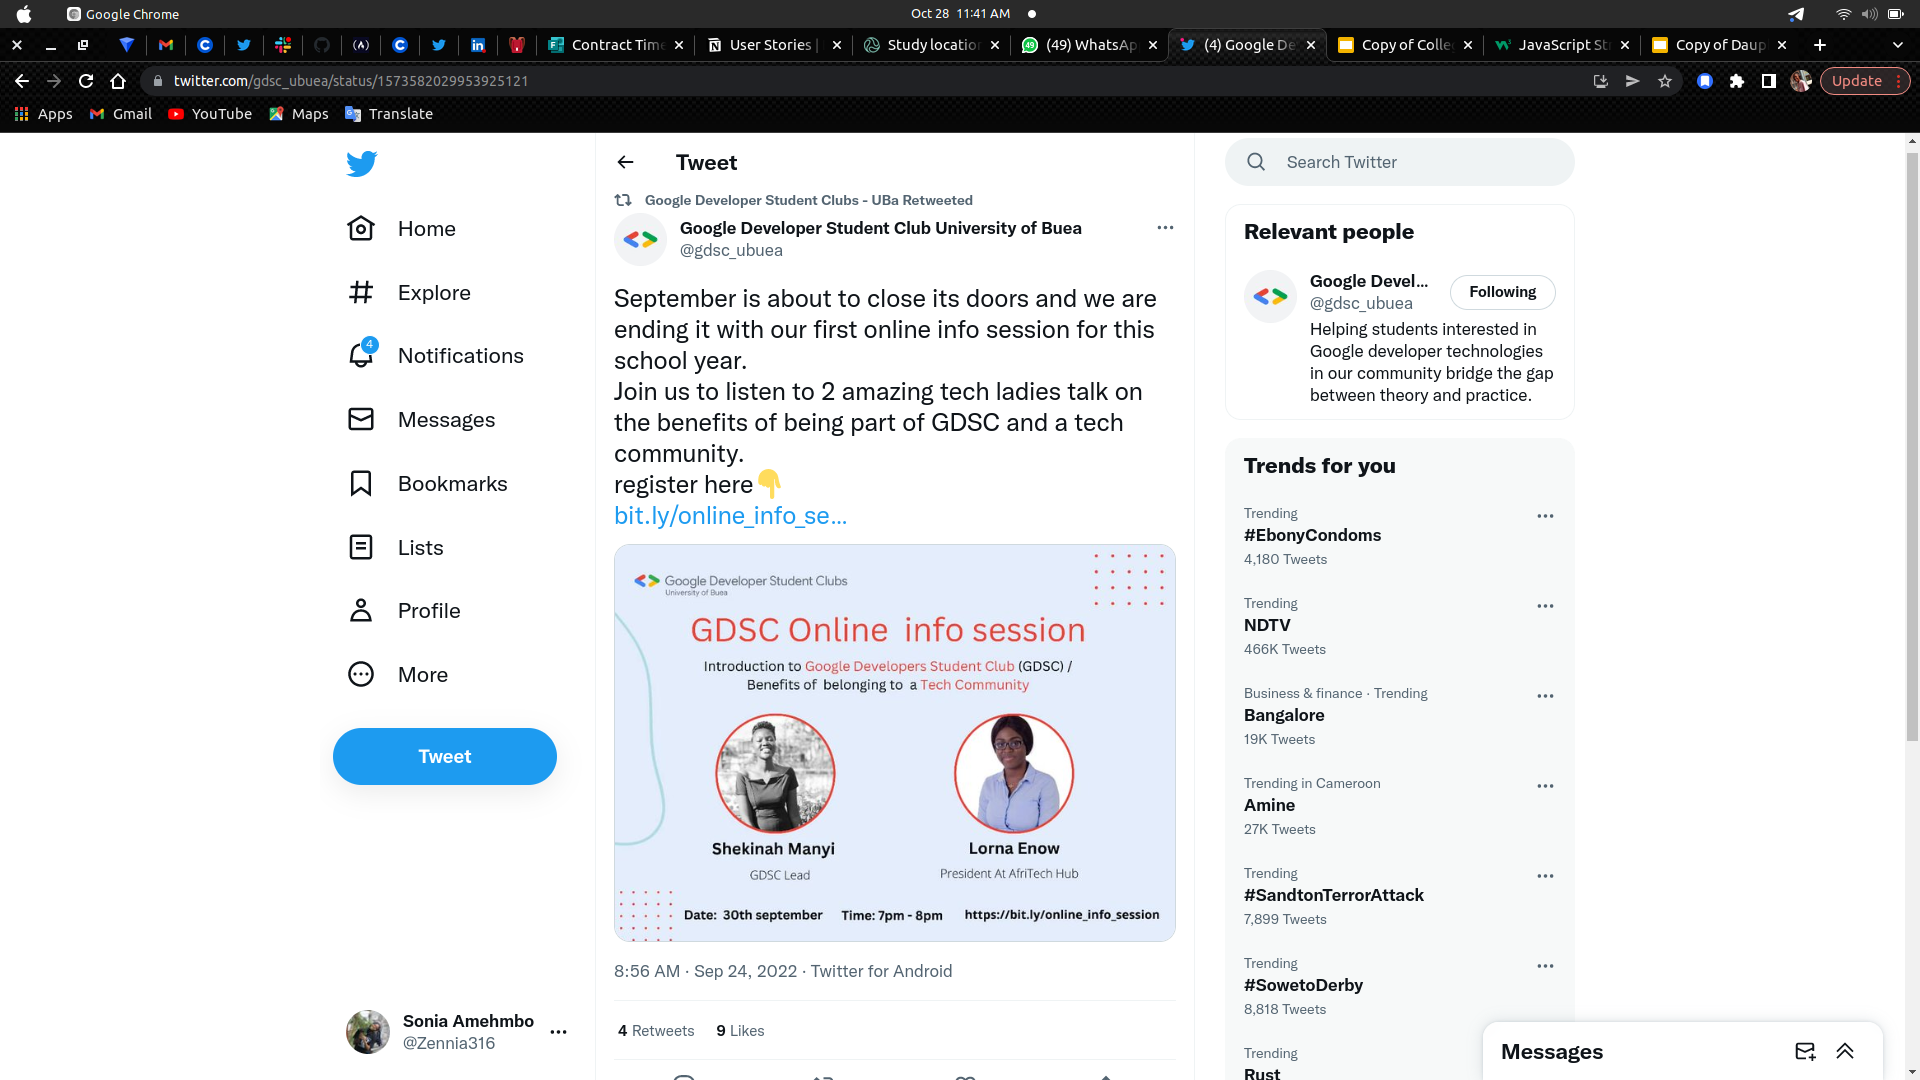 Google Chrome
Oct 28 11:41 AM
Contract Time
User Stories |
Study locatio
(49) WhatsAp
(4) Google De
Copy of Colle
JavaScript St
Copy of Daup
twitter.com/gdsc_ubuea/status/1573582029953925121
Update
Apps
Gmail
YouTube
Maps
Translate
Home
Explore
4
Notifications
Messages
Bookmarks
Lists
Profile
More
Tweet
Sonia Amehmbo
@Zennia316
Tweet
Google Developer Student Clubs - UBa Retweeted
Google Developer Student Club University of Buea
@gdsc_ubuea
September is about to close its doors and we are
ending it with our first online info session for this
school year.
Join us to listen to 2 amazing tech ladies talk on
the benefits of being part of GDSC and a tech
community.
register here👇
bit.ly/online_info_se...
Google Developer Student Clubs
University of Buea
GDSC Online info session
Introduction to Google Developers Student Club (GDSC) /
Benefits of belonging to a Tech Community
Shekinah Manyi
GDSC Lead
Lorna Enow
President At AfriTech Hub
Date: 30th september Time: 7pm - 8pm https://bit.ly/online_info_session
8:56 AM · Sep 24, 2022 · Twitter for Android
4 Retweets 9 Likes
Search Twitter
Relevant people
Google Devel...
@gdsc_ubuea
Following
Helping students interested in
Google developer technologies
in our community bridge the gap
between theory and practice.
Trends for you
Trending
#EbonyCondoms
4,180 Tweets
Trending
NDTV
466K Tweets
Business & finance · Trending
Bangalore
19K Tweets
Trending in Cameroon
Amine
27K Tweets
Trending
#SandtonTerrorAttack
7,899 Tweets
Trending
#SowetoDerby
8,818 Tweets
Trending
Rust
Messages